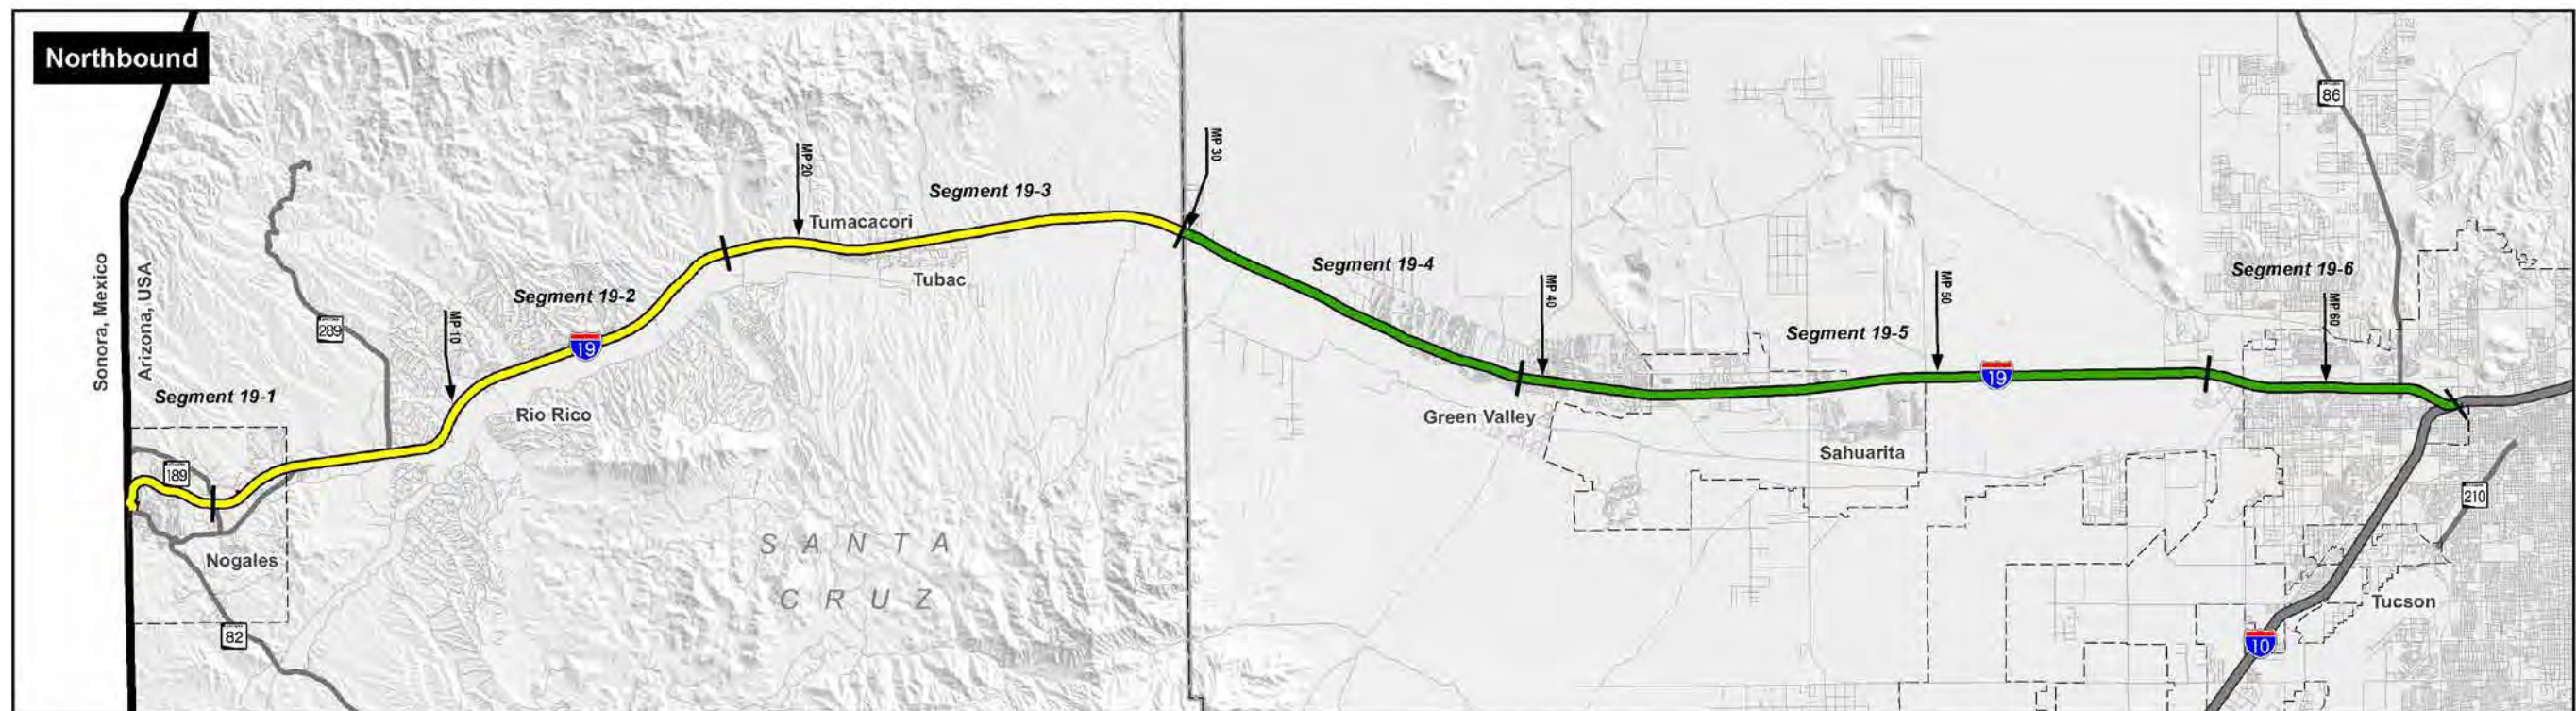 Northbound
86
MP 30
MP 20
Segment 19-3
Tumacacori
Sonora, Mexico
Arizona, USA
Segment 19-4
Segment 19-6
Tubac
MP 50
MP 40
Segment 19-2
MP 60
MP 10
289
19
Segment 19-5
19
Segment 19-1
Rio Rico
Green Valley
Sahuarita
189
210
Nogales
SANTA
CRUZ
Tucson
82
10